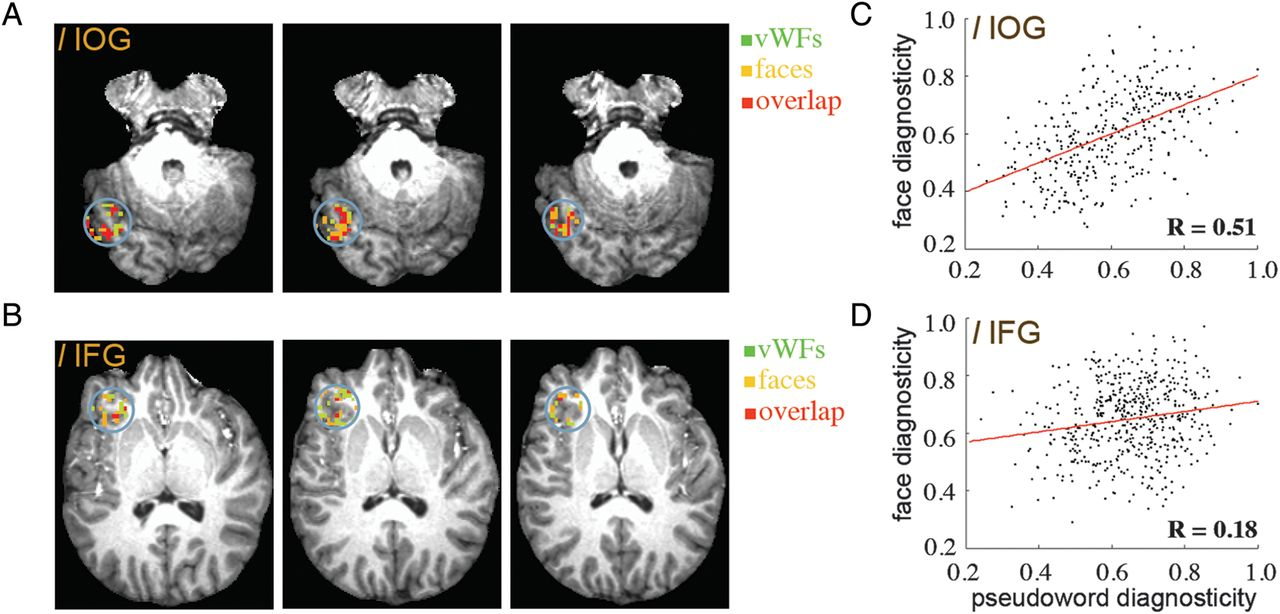 A
l IOG
vWFs
faces
overlap
B
l IFG
vWFs
faces
overlap
C
l IOG
face diagnosticity
1.0
0.8
0.6
0.4
0.2
R = 0.51
0.2 0.4 0.6 0.8 1.0
D
l IFG
face diagnosticity
1.0
0.8
0.6
0.4
0.2
R = 0.18
0.2 0.4 0.6 0.8 1.0
pseudoword diagnosticity